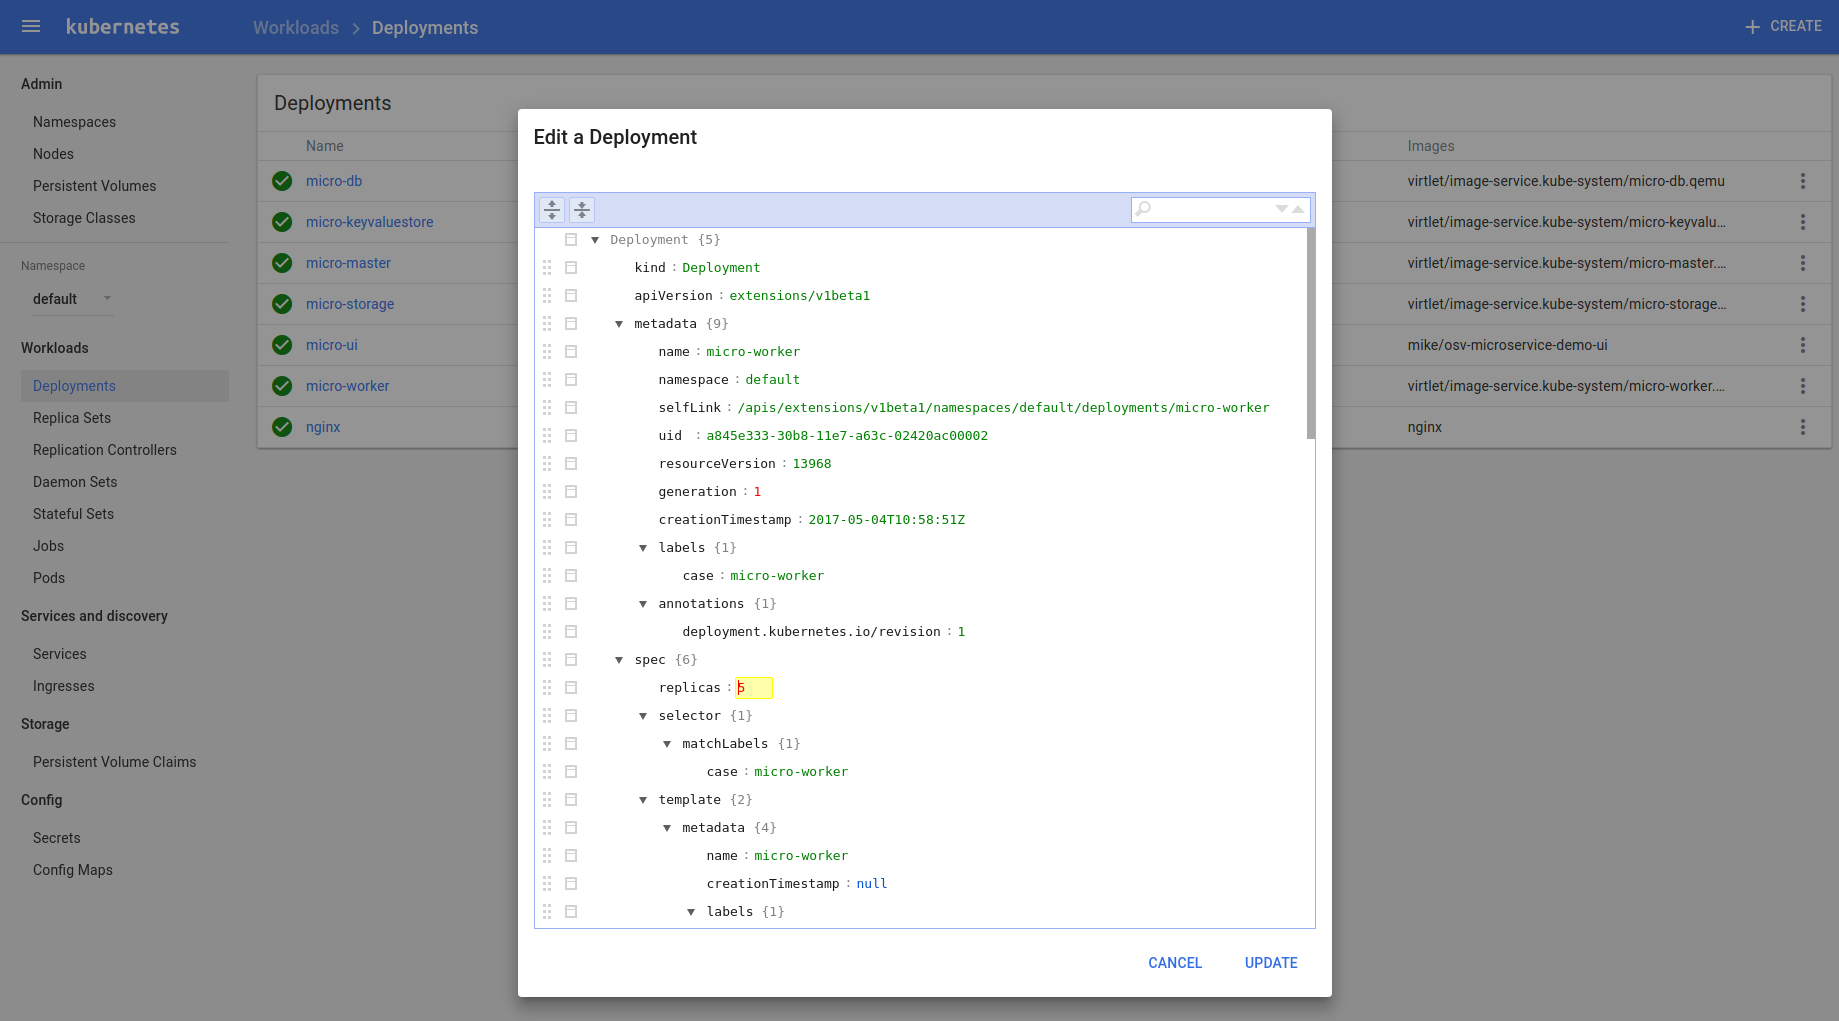 kubernetes
Workloads > Deployments
+ CREATE
Admin
Namespaces
Nodes
Persistent Volumes
Storage Classes
Namespace
default
Workloads
Deployments
Replica Sets
Replication Controllers
Daemon Sets
Stateful Sets
Jobs
Pods
Services and discovery
Services
Ingresses
Storage
Persistent Volume Claims
Config
Secrets
Config Maps
Deployments
Name
Images
micro-db
virtlet/image-service.kube-system/micro-db.qemu
micro-keyvaluestore
virtlet/image-service.kube-system/micro-keyvalu...
micro-master
virtlet/image-service.kube-system/micro-master....
micro-storage
virtlet/image-service.kube-system/micro-storage...
micro-ui
mike/osv-microservice-demo-ui
micro-worker
virtlet/image-service.kube-system/micro-worker....
nginx
nginx
Edit a Deployment
Deployment {5}
kind : Deployment
apiVersion : extensions/v1beta1
metadata {9}
name : micro-worker
namespace : default
selfLink : /apis/extensions/v1beta1/namespaces/default/deployments/micro-worker
uid : a845e333-30b8-11e7-a63c-02420ac00002
resourceVersion : 13968
generation : 1
creationTimestamp : 2017-05-04T10:58:51Z
labels {1}
case : micro-worker
annotations {1}
deployment.kubernetes.io/revision : 1
spec {6}
replicas : 5
selector {1}
matchLabels {1}
case : micro-worker
template {2}
metadata {4}
name : micro-worker
creationTimestamp : null
labels {1}
CANCEL
UPDATE